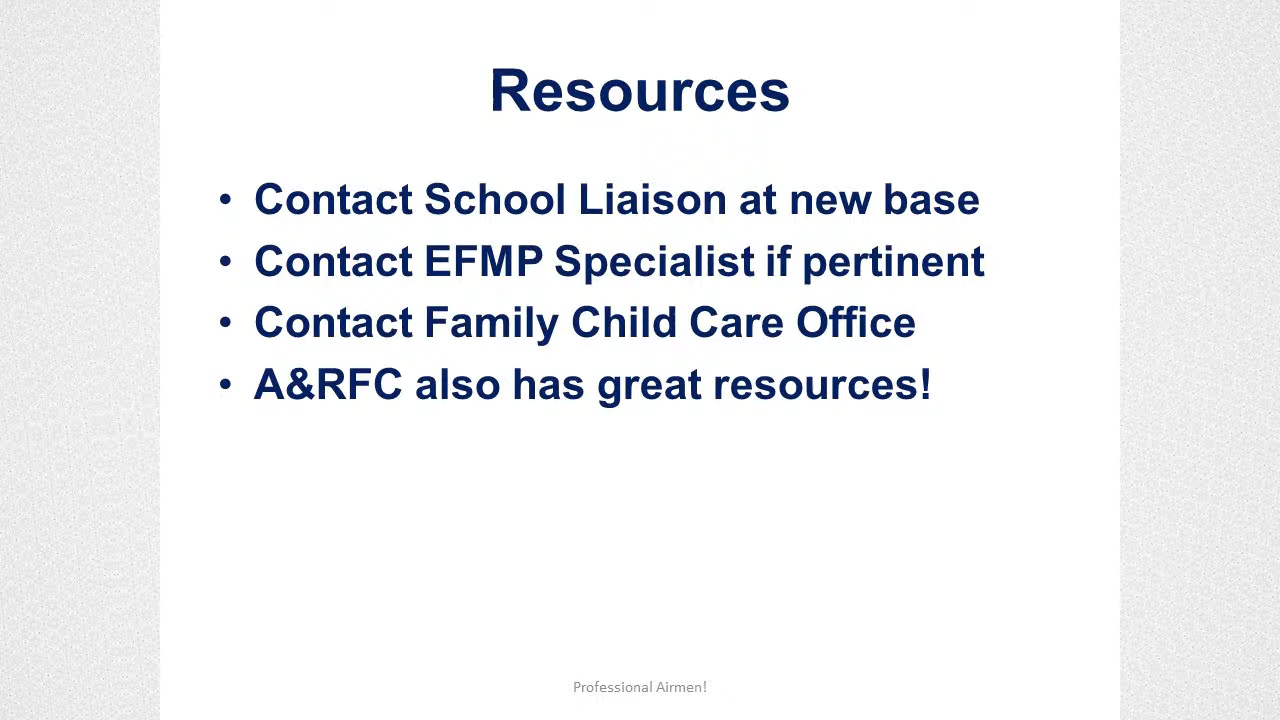 Resources
• Contact School Liaison at new base
• Contact EFMP Specialist if pertinent
• Contact Family Child Care Office
• A&RFC also has great resources!
Professional Airmen!